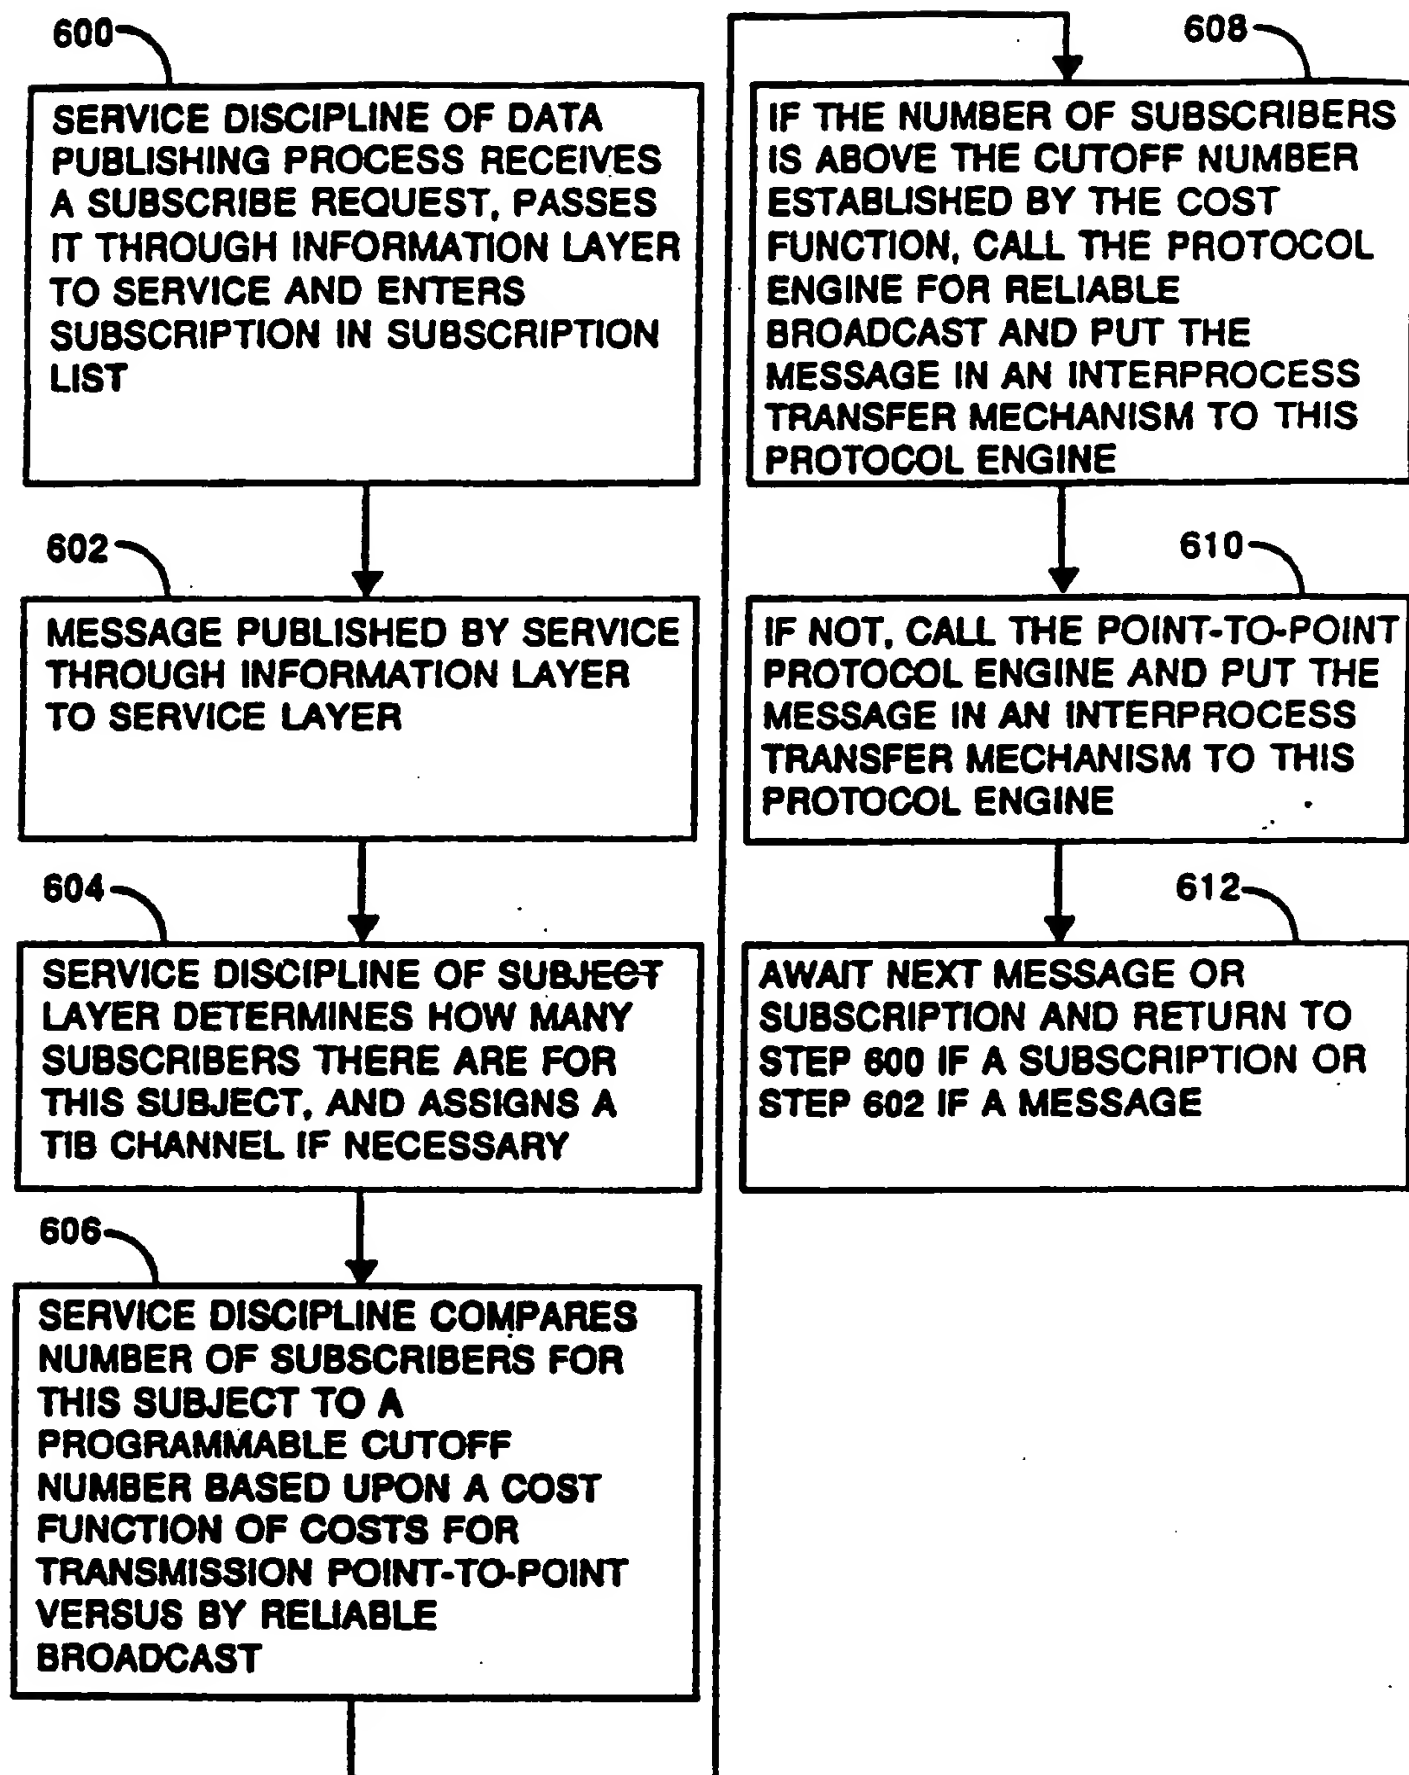 600
SERVICE DISCIPLINE OF DATA
PUBLISHING PROCESS RECEIVES
A SUBSCRIBE REQUEST, PASSES
IT THROUGH INFORMATION LAYER
TO SERVICE AND ENTERS
SUBSCRIPTION IN SUBSCRIPTION
LIST
602
MESSAGE PUBLISHED BY SERVICE
THROUGH INFORMATION LAYER
TO SERVICE LAYER
604
SERVICE DISCIPLINE OF SUBJECT
LAYER DETERMINES HOW MANY
SUBSCRIBERS THERE ARE FOR
THIS SUBJECT, AND ASSIGNS A
TIB CHANNEL IF NECESSARY
606
SERVICE DISCIPLINE COMPARES
NUMBER OF SUBSCRIBERS FOR
THIS SUBJECT TO A
PROGRAMMABLE CUTOFF
NUMBER BASED UPON A COST
FUNCTION OF COSTS FOR
TRANSMISSION POINT-TO-POINT
VERSUS BY RELIABLE
BROADCAST
608
IF THE NUMBER OF SUBSCRIBERS
IS ABOVE THE CUTOFF NUMBER
ESTABLISHED BY THE COST
FUNCTION, CALL THE PROTOCOL
ENGINE FOR RELIABLE
BROADCAST AND PUT THE
MESSAGE IN AN INTERPROCESS
TRANSFER MECHANISM TO THIS
PROTOCOL ENGINE
610
IF NOT, CALL THE POINT-TO-POINT
PROTOCOL ENGINE AND PUT THE
MESSAGE IN AN INTERPROCESS
TRANSFER MECHANISM TO THIS
PROTOCOL ENGINE
612
AWAIT NEXT MESSAGE OR
SUBSCRIPTION AND RETURN TO
STEP 600 IF A SUBSCRIPTION OR
STEP 602 IF A MESSAGE